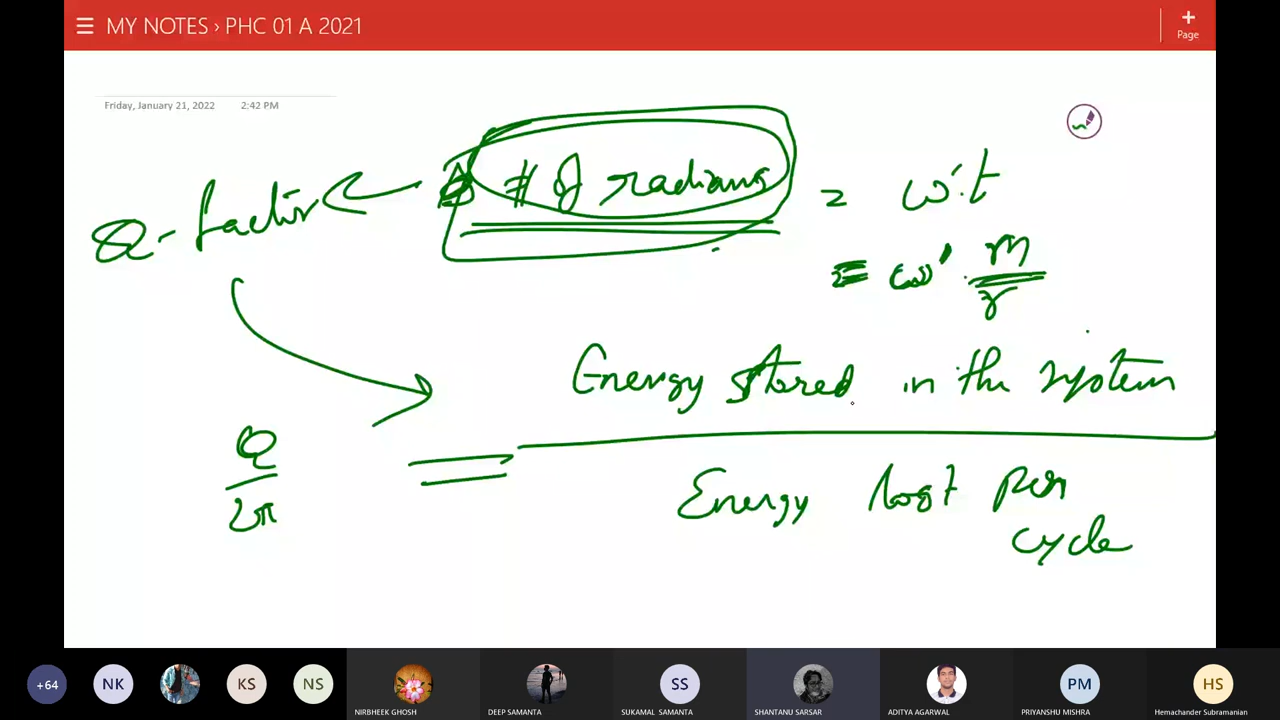 MY NOTES › PHC 01 A 2021
+
Page
Friday, January 21, 2022 2:42 PM
Q-factor # of radians = ω'.t
= ω'. m/r
Energy stored in the system
Q/2π =
Energy lost per
cycle
+64 NK KS NS SS PM HS
NIRBHEEK GHOSH DEEP SAMANTA SUKAMAL SAMANTA SHANTANU SARSAR ADITYA AGARWAL PRIYANSHU MISHRA Hemachander Subramanian